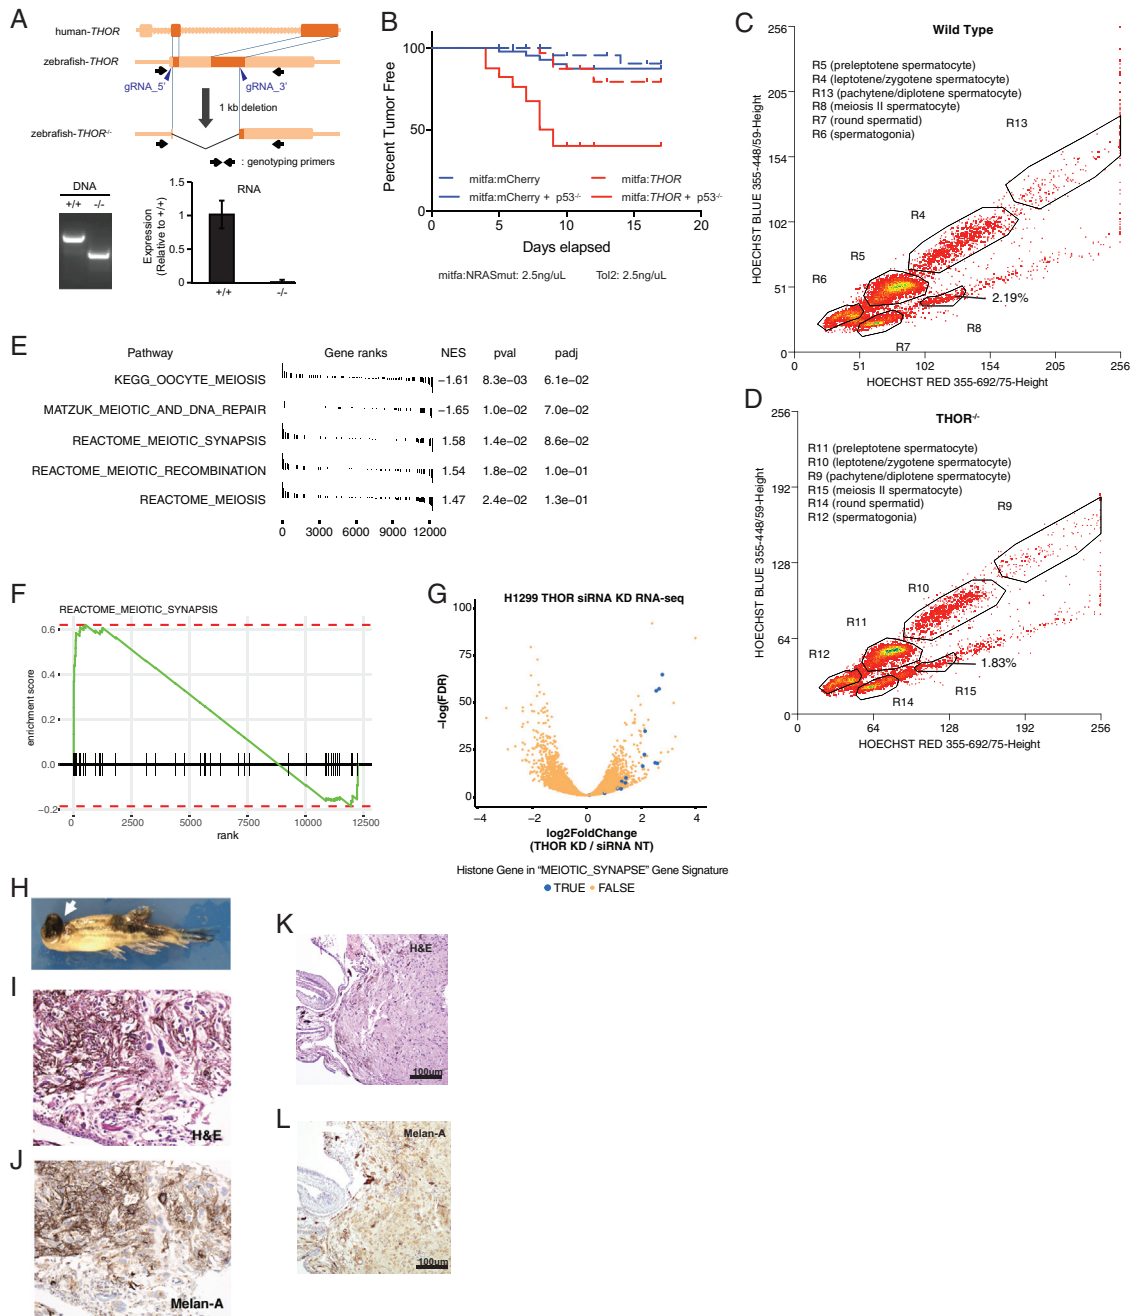 A
human-THOR
zebrafish-THOR
gRNA_5'
gRNA_3'
1 kb deletion
zebrafish-THOR-/-
: genotyping primers
DNA
+/+ -/-
RNA
Expression
(Relative to +/+)
1.5
1
0.5
0
+/+ -/-
B
Percent Tumor Free
100
50
0
0 5 10 15 20
Days elapsed
mitfa:mCherry
mitfa:THOR
mitfa:mCherry + p53-/-
mitfa:THOR + p53-/-
mitfa:NRASmut: 2.5ng/uL
Tol2: 2.5ng/uL
C
Wild Type
R5 (preleptotene spermatocyte)
R4 (leptotene/zygotene spermatocyte)
R13 (pachytene/diplotene spermatocyte)
R8 (meiosis II spermatocyte)
R7 (round spermatid)
R6 (spermatogonia)
HOECHST BLUE 355-448/59-Height
256
205
154
102
51
0
R13
R4
R5
R6
2.19%
R8
R7
0 51 102 154 205 256
HOECHST RED 355-692/75-Height
D
THOR-/-
R11 (preleptotene spermatocyte)
R10 (leptotene/zygotene spermatocyte)
R9 (pachytene/diplotene spermatocyte)
R15 (meiosis II spermatocyte)
R14 (round spermatid)
R12 (spermatogonia)
HOECHST BLUE 355-448/59-Height
256
192
128
64
0
R9
R10
R11
R12
1.83%
R15
R14
0 64 128 192 256
HOECHST RED 355-692/75-Height
E
Pathway Gene ranks NES pval padj
KEGG_OOCYTE_MEIOSIS −1.61 8.3e−03 6.1e−02
MATZUK_MEIOTIC_AND_DNA_REPAIR −1.65 1.0e−02 7.0e−02
REACTOME_MEIOTIC_SYNAPSIS 1.58 1.4e−02 8.6e−02
REACTOME_MEIOTIC_RECOMBINATION 1.54 1.8e−02 1.0e−01
REACTOME_MEIOSIS 1.47 2.4e−02 1.3e−01
0 3000 6000 9000 12000
F
REACTOME_MEIOTIC_SYNAPSIS
enrichment score
0.6
0.4
0.2
0.0
−0.2
0 2500 5000 7500 10000 12500
rank
G
H1299 THOR siRNA KD RNA-seq
−log(FDR)
100
75
50
25
0
−4 −2 0 2 4
log2FoldChange
(THOR KD / siRNA NT)
Histone Gene in "MEIOTIC_SYNAPSE" Gene Signature
TRUE FALSE
H
I
H&E
J
Melan-A
K
H&E
100um
L
Melan-A
100um